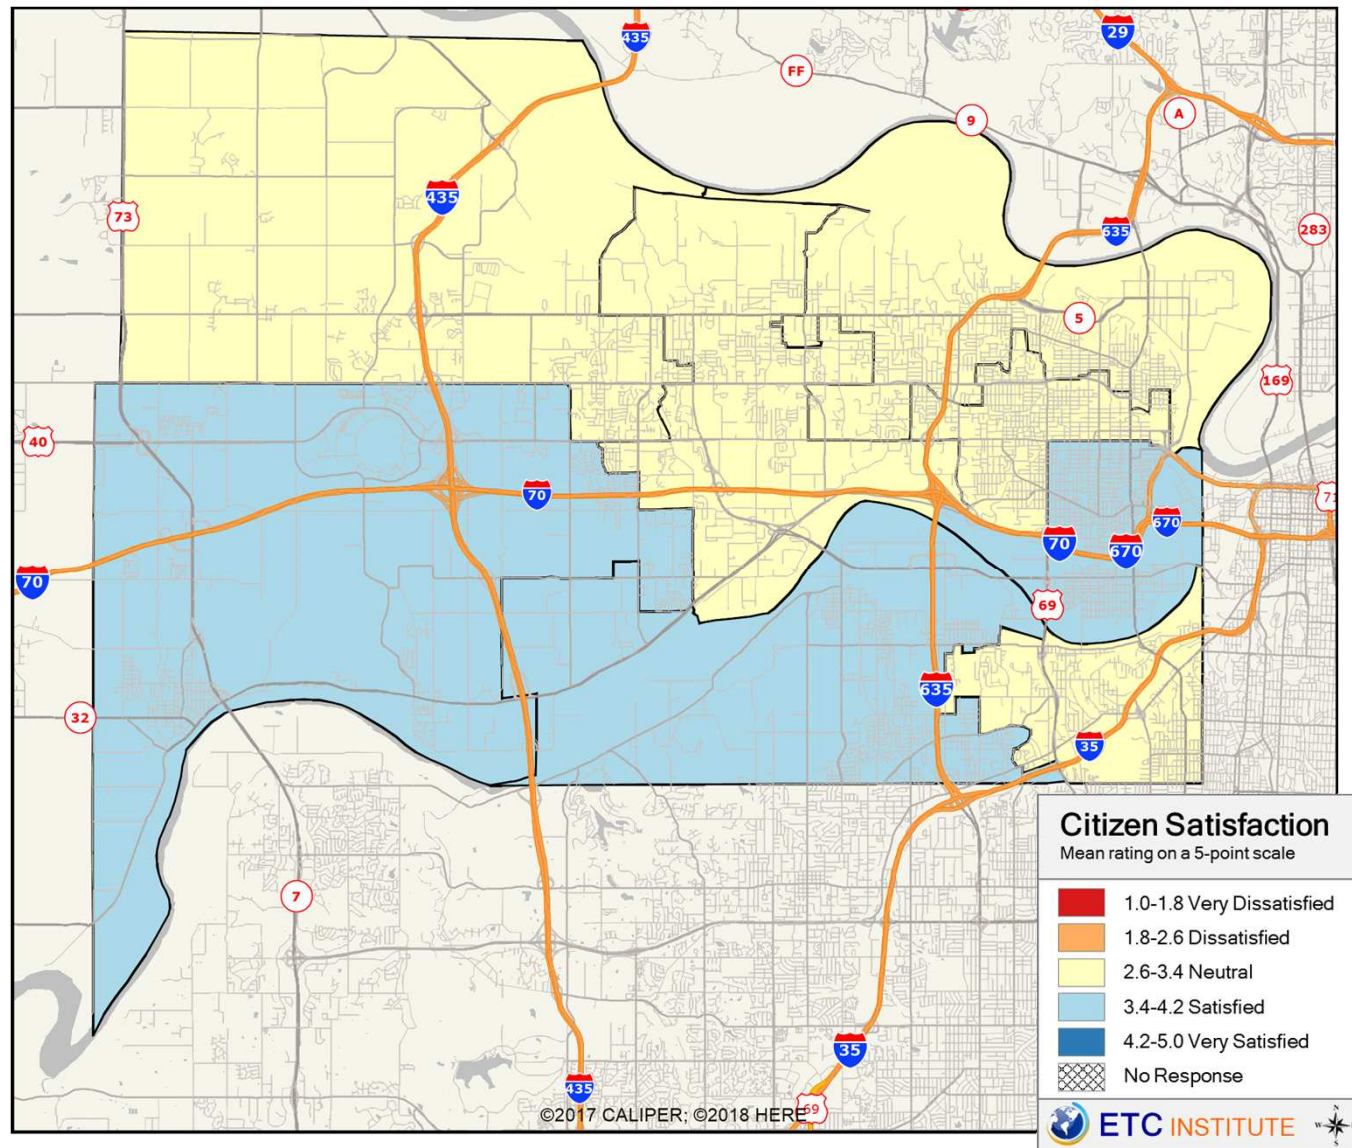 435
29
FF
9
A
435
73
635
283
5
169
40
70
71
670
70
670
70
69
635
32
35
7
35
435
69
©2017 CALIPER; ©2018 HERE
Citizen Satisfaction
Mean rating on a 5-point scale
1.0-1.8 Very Dissatisfied
1.8-2.6 Dissatisfied
2.6-3.4 Neutral
3.4-4.2 Satisfied
4.2-5.0 Very Satisfied
No Response
ETC INSTITUTE
N
W
S